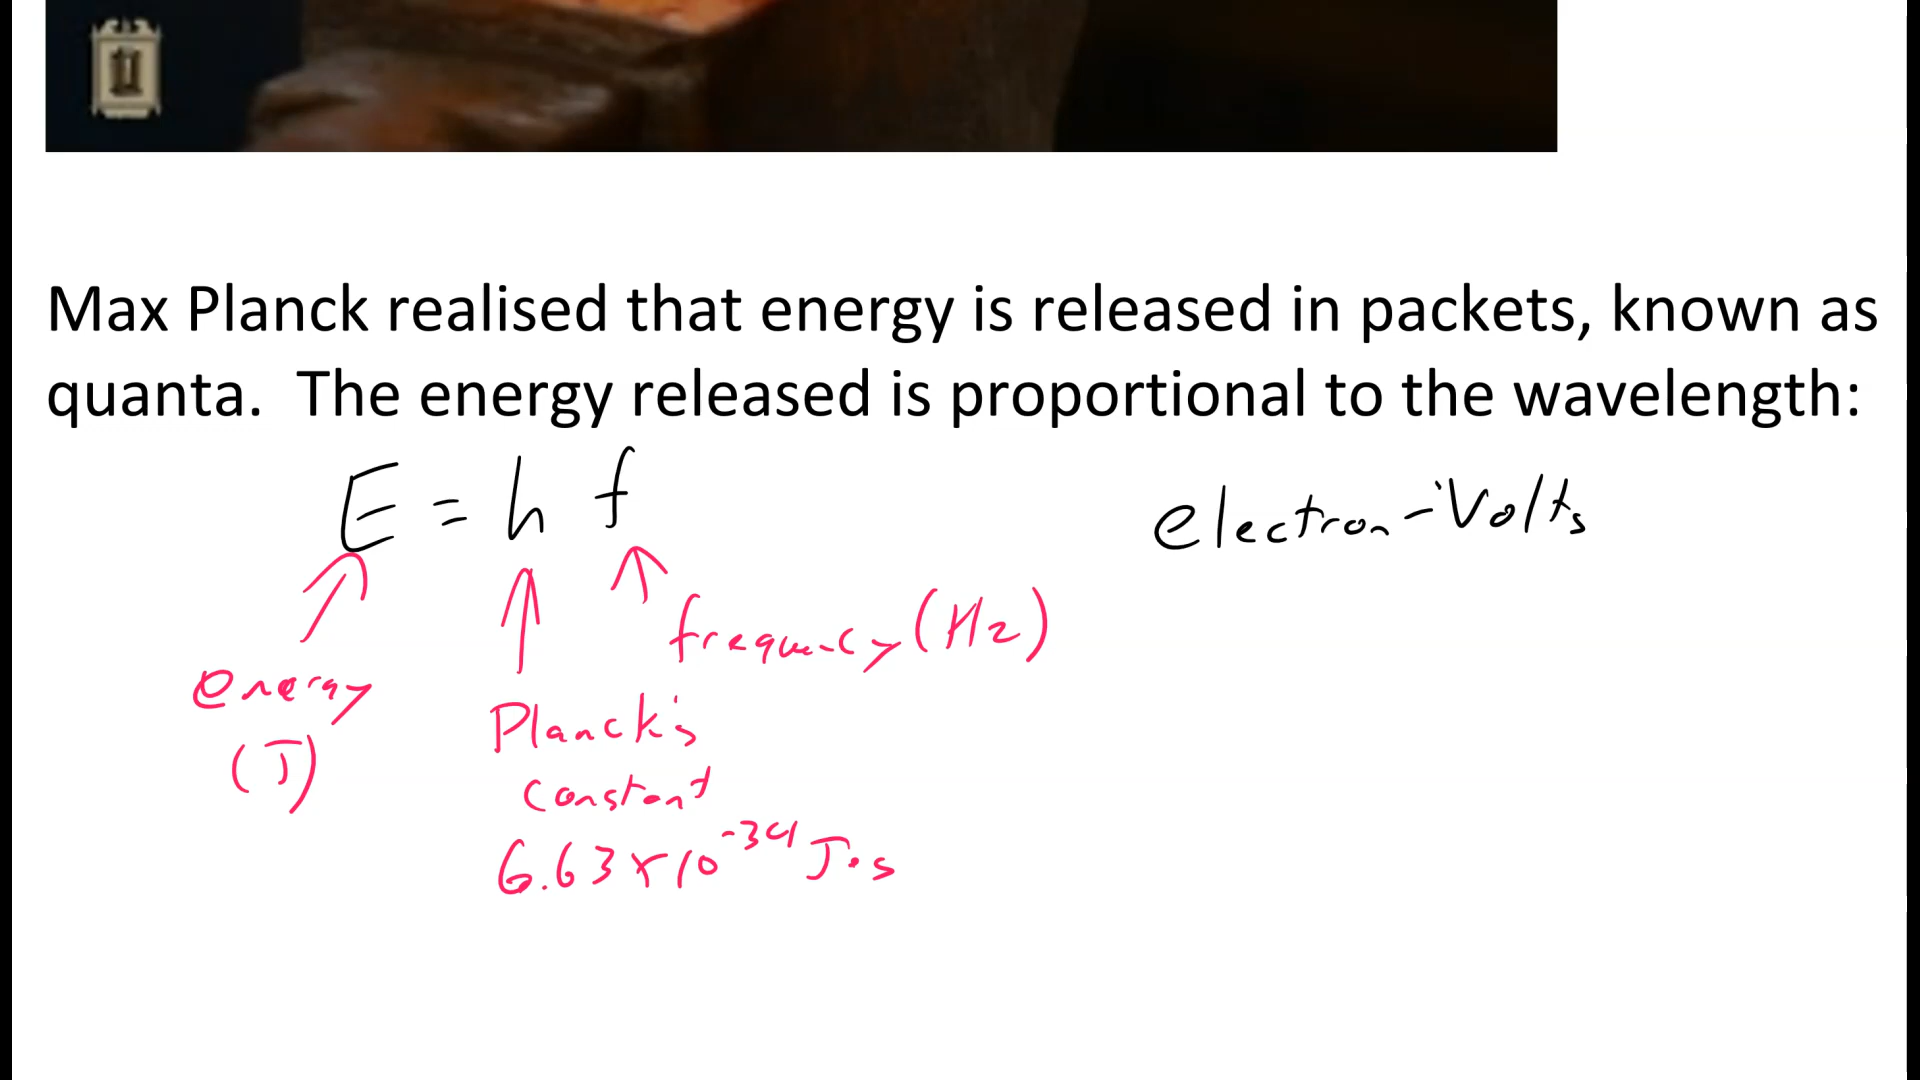 Max Planck realised that energy is released in packets, known as
quanta. The energy released is proportional to the wavelength:
E = h f
electron-Volts
frequency (Hz)
energy
(J)
Planck's
constant
6.63 x 10^-34 J·s